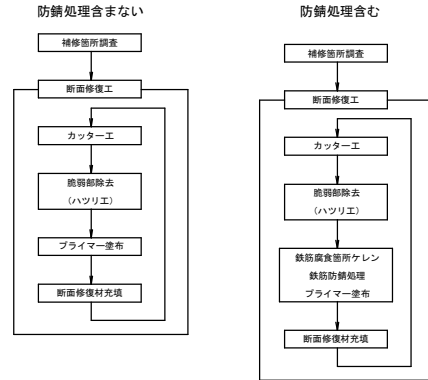 防錆処理含まない
補修箇所調査
断面修復工
カッター工
脆弱部除去
(ハツリ工)
プライマー塗布
断面修復材充填
防錆処理含む
補修箇所調査
断面修復工
カッター工
脆弱部除去
(ハツリ工)
鉄筋腐食箇所ケレン
鉄筋防錆処理
プライマー塗布
断面修復材充填